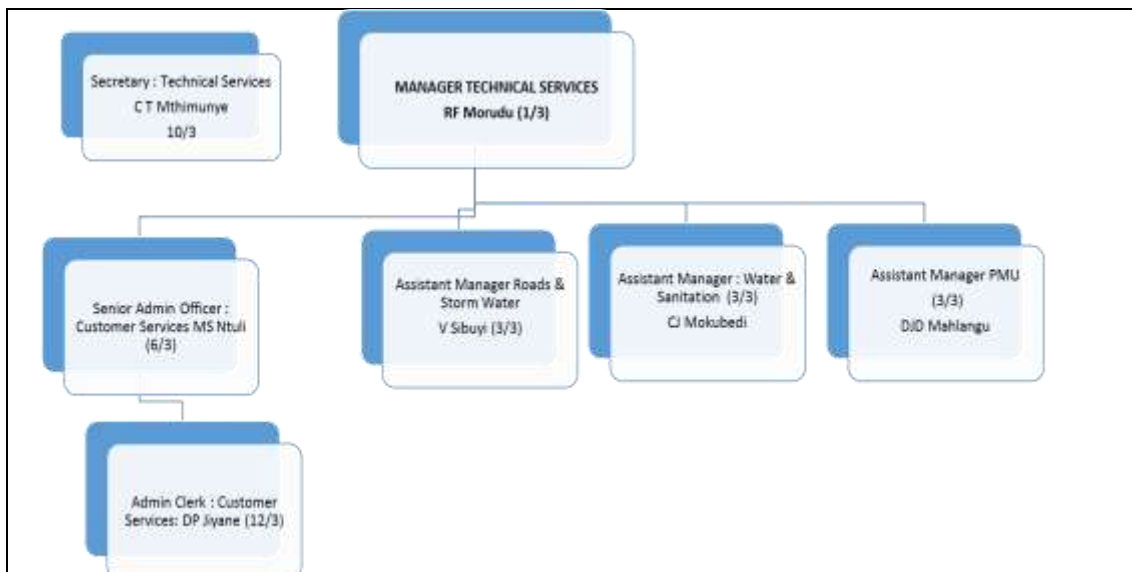 Secretary : Technical Services
C T Mthimunye
10/3
MANAGER TECHNICAL SERVICES
RF Morudu (1/3)
Senior Admin Officer :
Customer Services MS Ntuli
(6/3)
Assistant Manager Roads &
Storm Water
V Sibuyi (3/3)
Assistant Manager : Water &
Sanitation (3/3)
CJ Mokubedi
Assistant Manager PMU
(3/3)
DJD Mahlangu
Admin Clerk : Customer
Services: DP Jiyane (12/3)